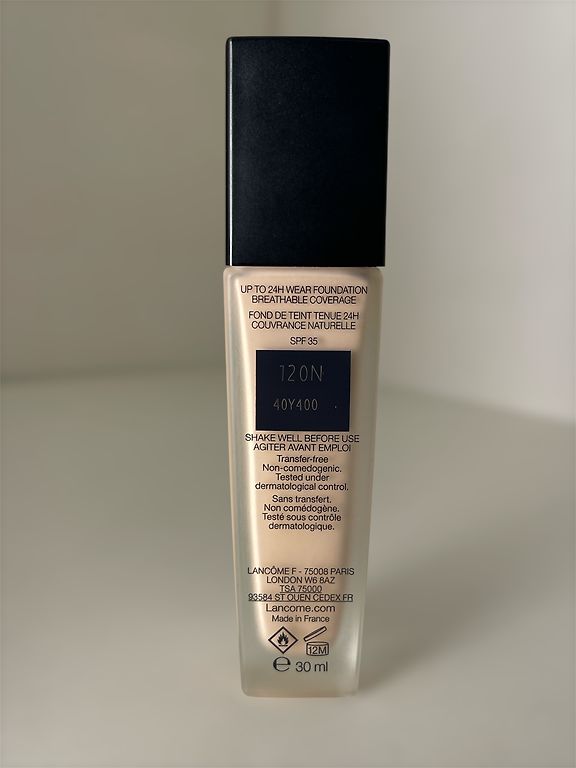 UP TO 24H WEAR FOUNDATION
BREATHABLE COVERAGE
FOND DE TEINT TENUE 24H
COUVRANCE NATURELLE
SPF 35
120N
40Y400
SHAKE WELL BEFORE USE
AGITER AVANT EMPLOI
Transfer-free
Non-comedogenic.
Tested under
dermatological control.
Sans transfert.
Non comédogène.
Testé sous contrôle
dermatologique.
LANCÔME F - 75008 PARIS
LONDON W6 8AZ
TSA 75000
93584 ST OUEN CEDEX FR
Lancome.com
Made in France
12M
℮ 30 ml